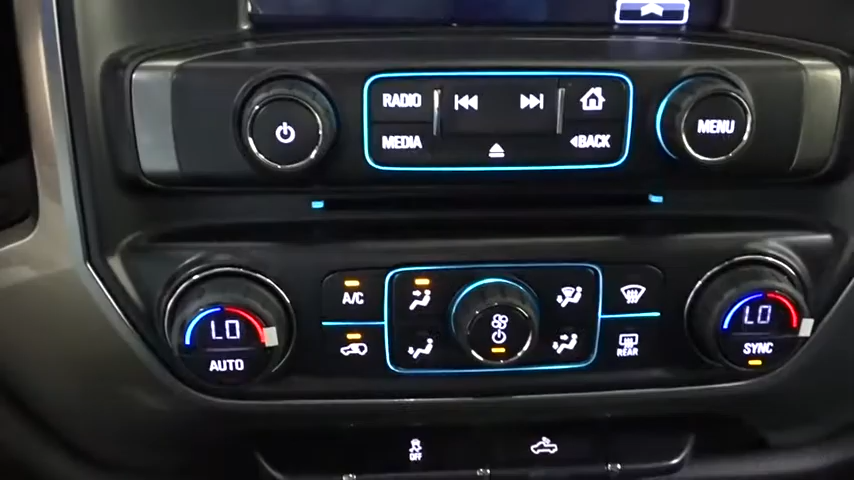 RADIO
MEDIA
BACK
MENU
LO
AUTO
A/C
REAR
LO
SYNC
OFF